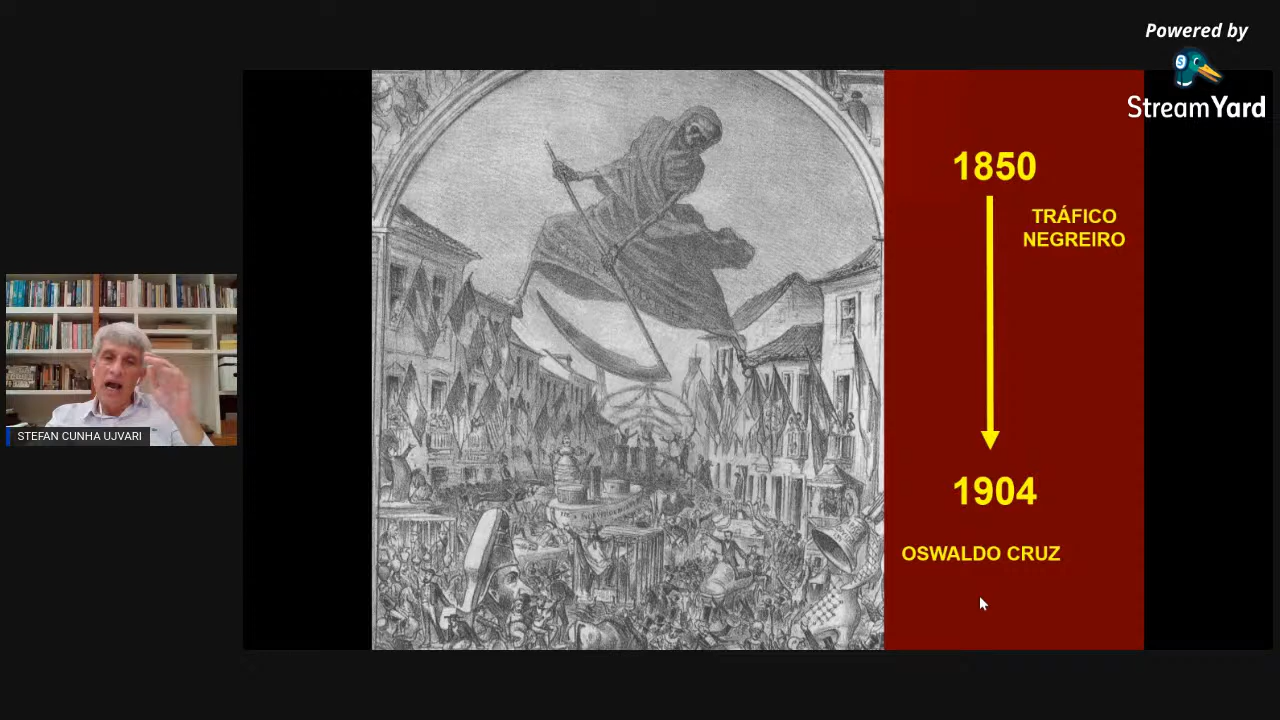 Powered by
StreamYard
1850
TRÁFICO
NEGREIRO
1904
OSWALDO CRUZ
STEFAN CUNHA UJVARI